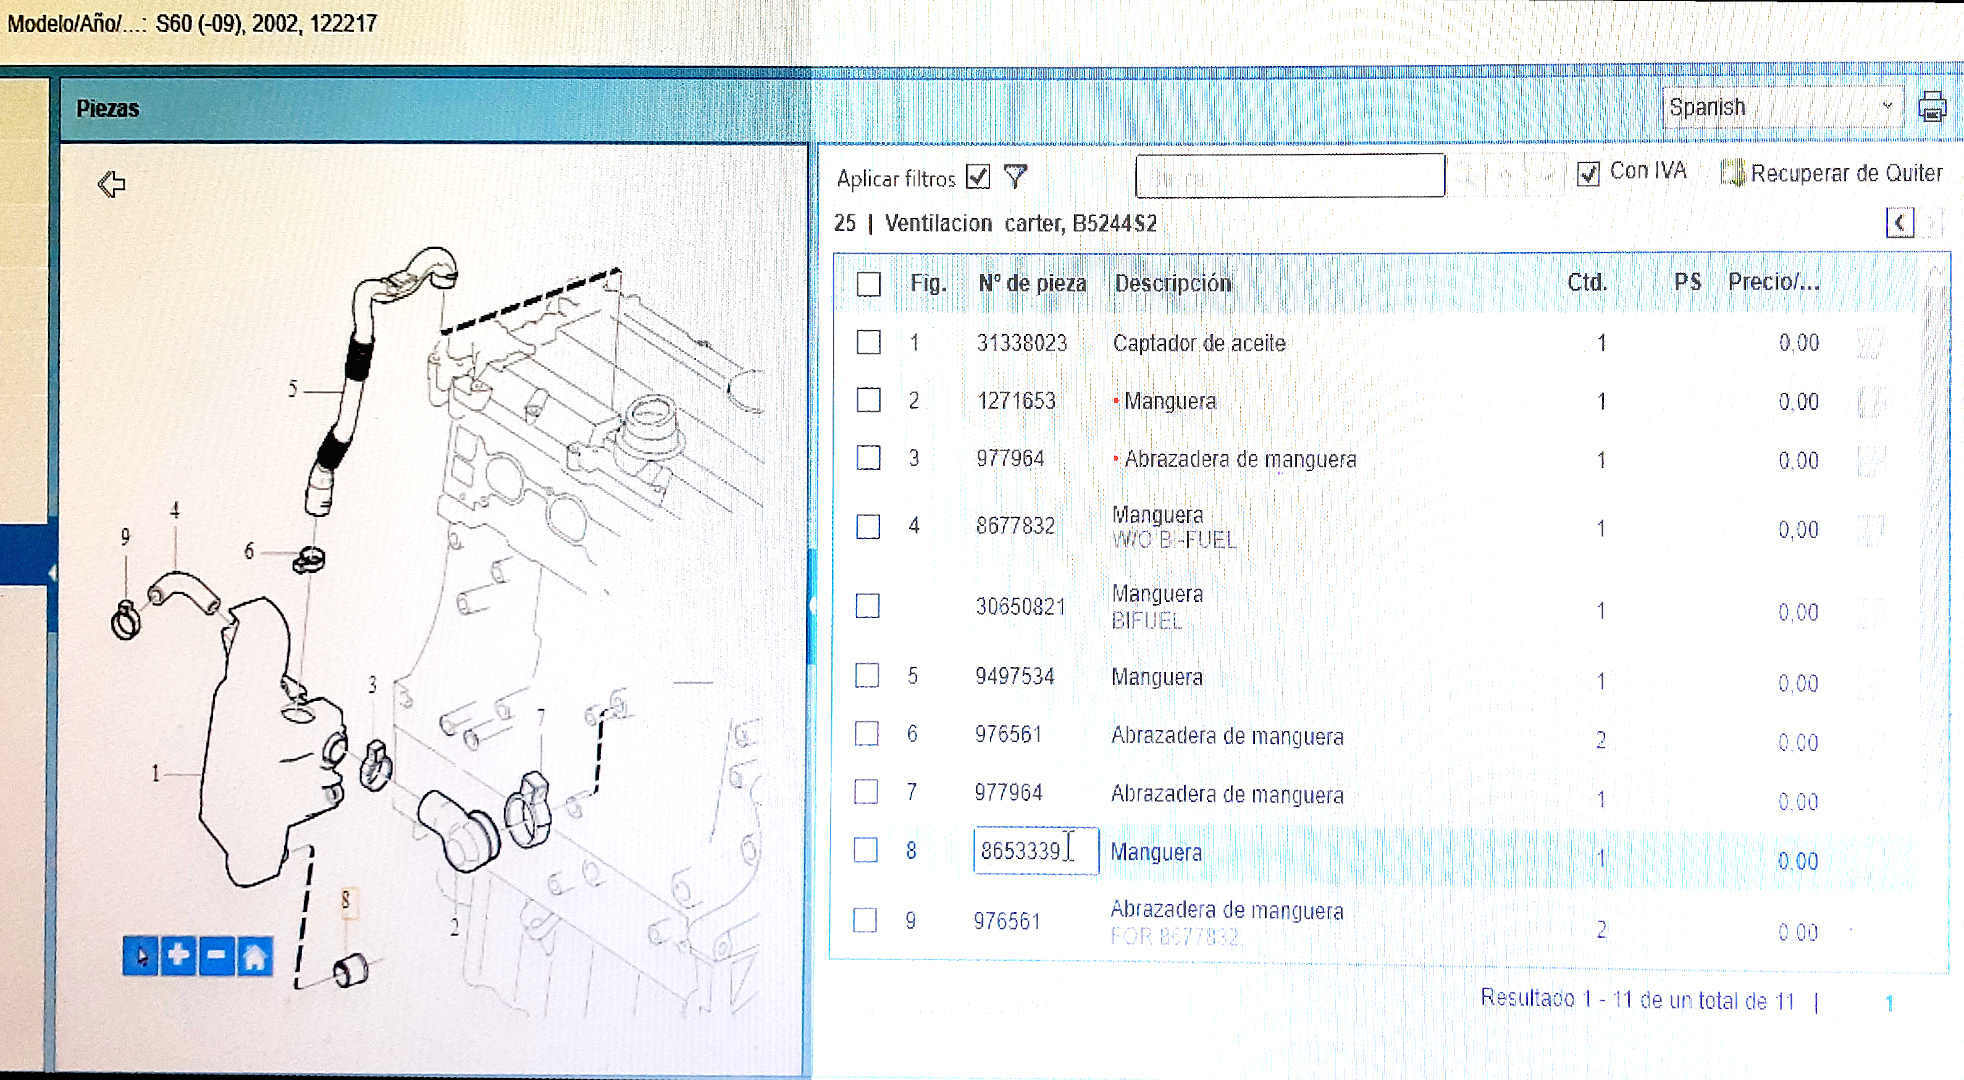 Modelo/Año/...: S60 (-09), 2002, 122217
Piezas
Spanish
Aplicar filtros
Con IVA
Recuperar de Quiter
25 | Ventilacion carter, B5244S2
Fig. Nº de pieza Descripción Ctd. PS Precio/...
1 31338023 Captador de aceite 1 0,00
2 1271653 Manguera 1 0,00
3 977964 Abrazadera de manguera 1 0,00
4 8677832 Manguera 1 0,00
W/O BI-FUEL
30650821 Manguera 1 0,00
BIFUEL
5 9497534 Manguera 1 0,00
6 976561 Abrazadera de manguera 2 0,00
7 977964 Abrazadera de manguera 1 0,00
8 8653339 Manguera 1 0,00
9 976561 Abrazadera de manguera 2 0,00
FOR 8677832
Resultado 1 - 11 de un total de 11 | 1
5
4
9
6
3
7
1
8
2